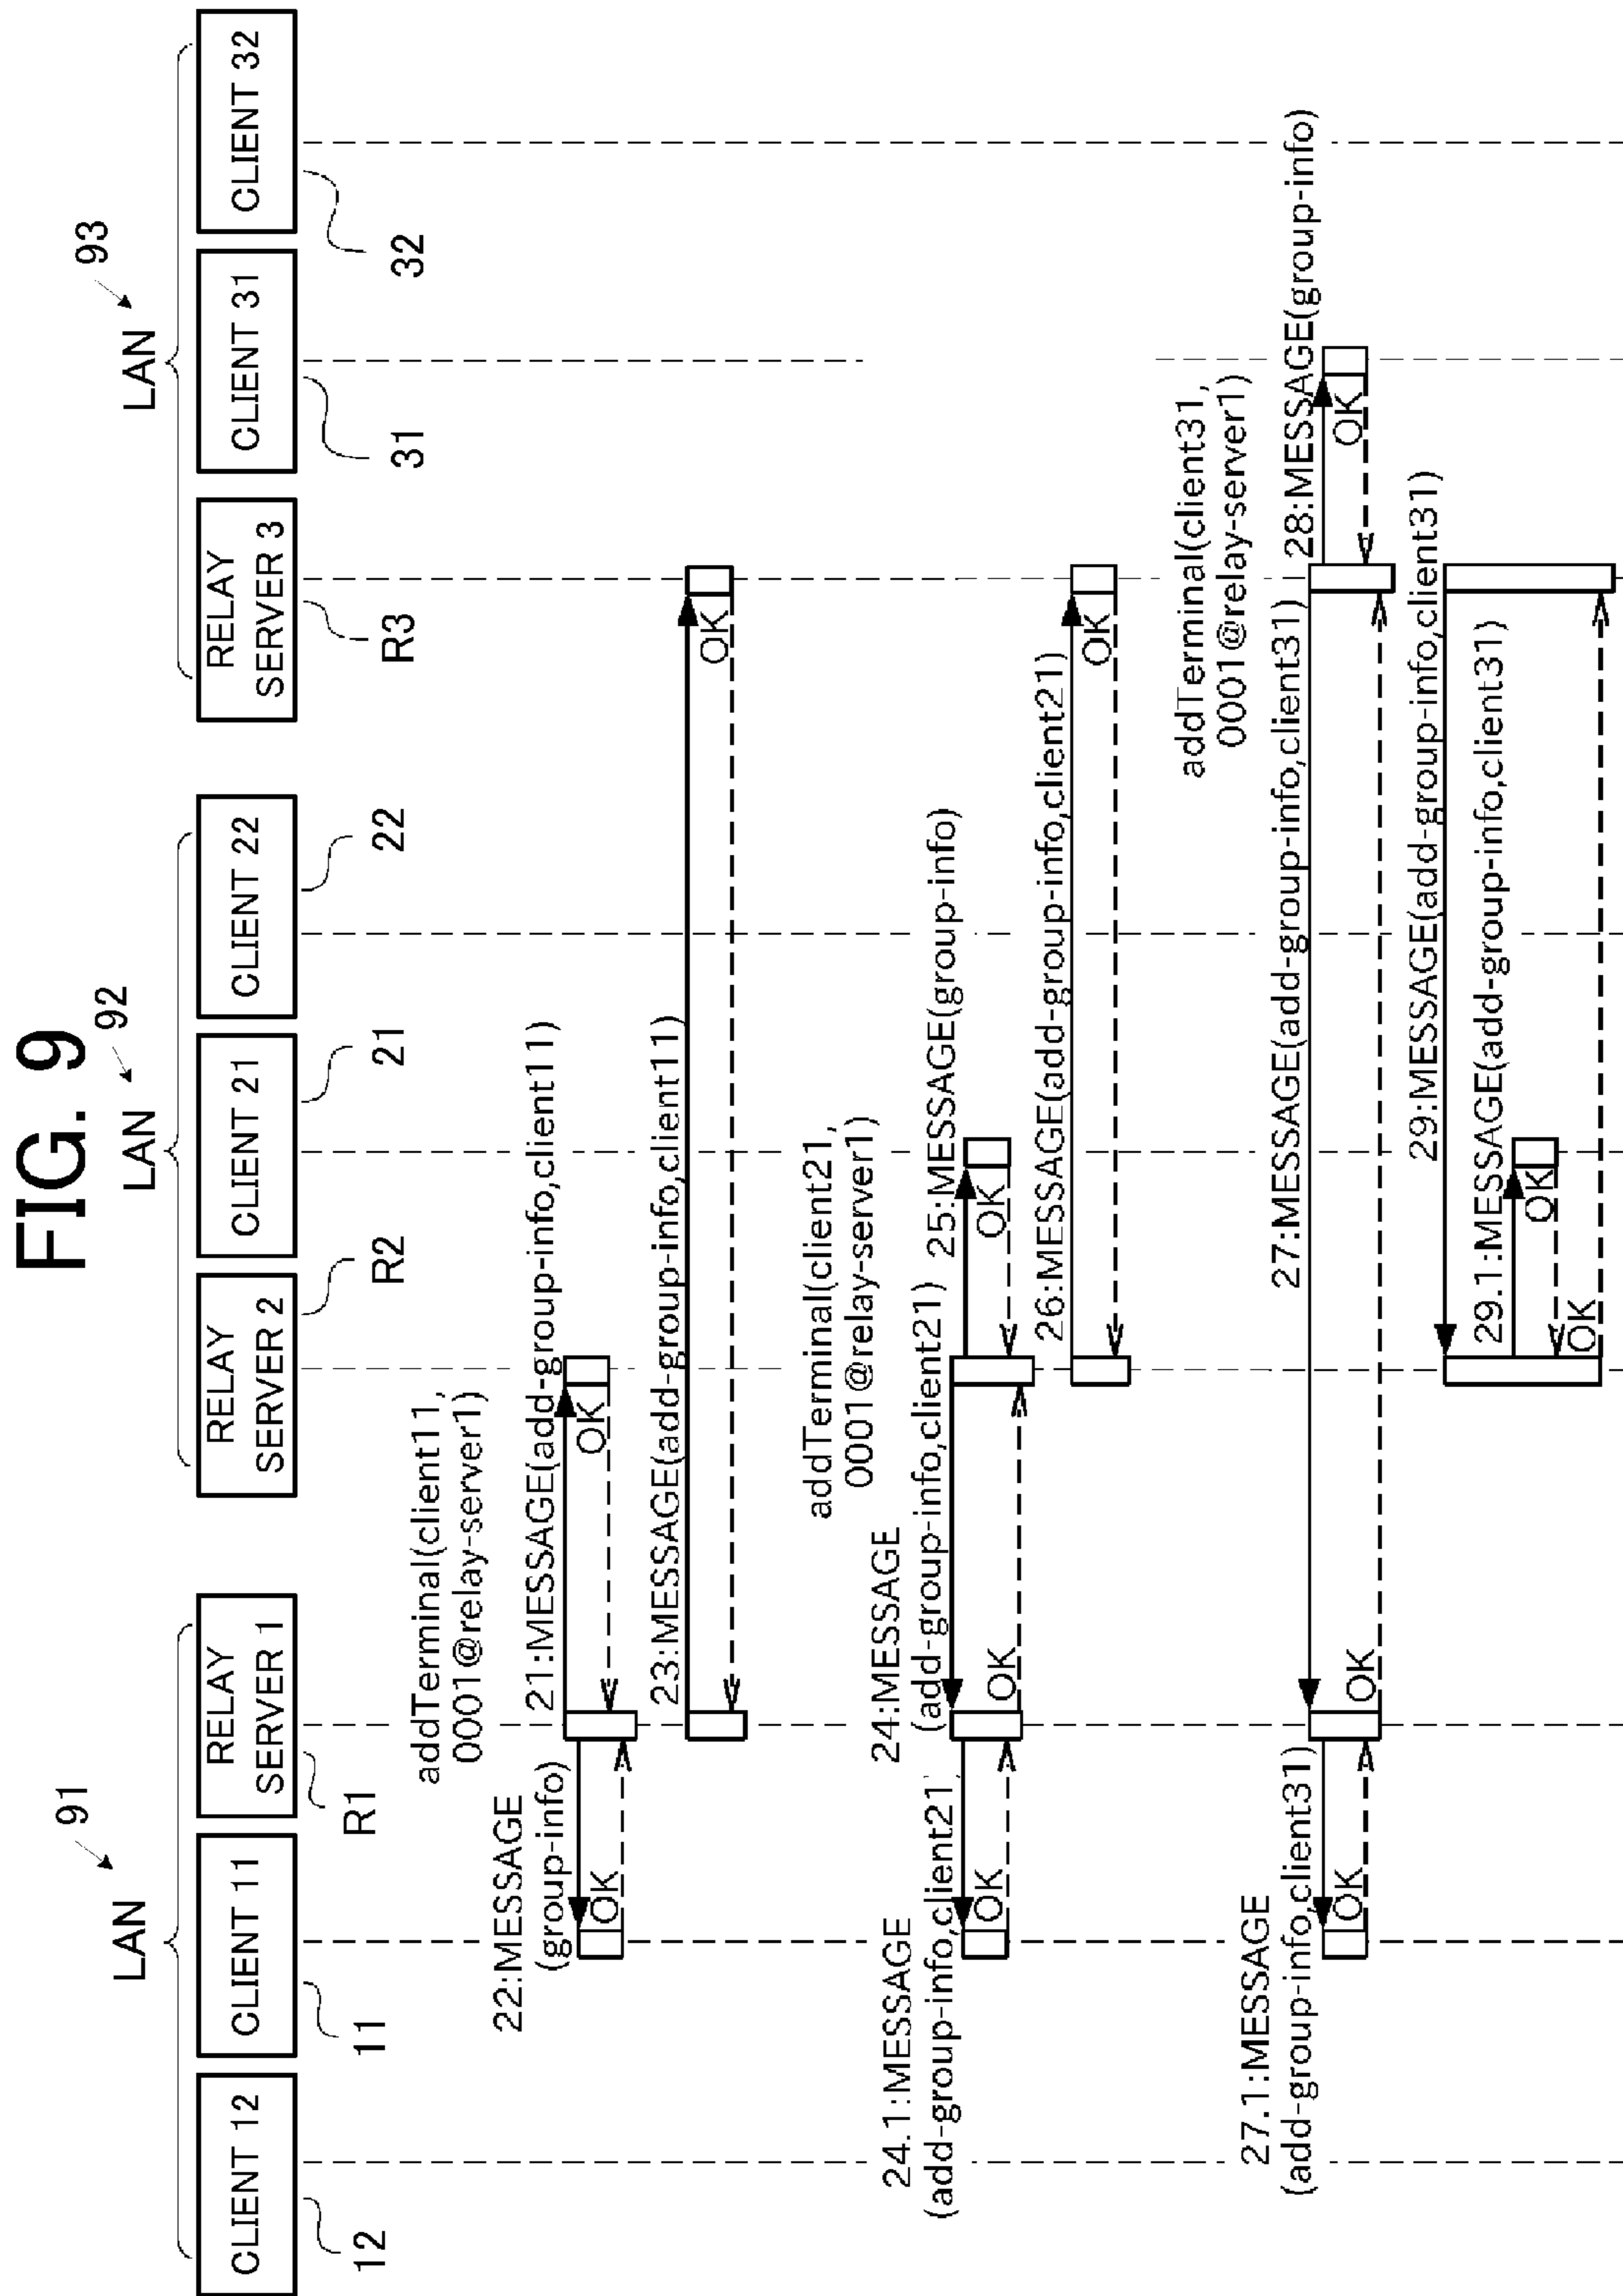 FIG. 9
LAN
91
LAN
92
LAN
93
CLIENT 12
CLIENT 11
RELAY
SERVER 1
RELAY
SERVER 2
CLIENT 21
CLIENT 22
RELAY
SERVER 3
CLIENT 31
CLIENT 32
12
11
R1
R2
21
22
R3
31
32
addTerminal(client11,
0001@relay-server1)
21:MESSAGE(add-group-info,client11)
OK
22:MESSAGE
(group-info)
OK
23:MESSAGE(add-group-info,client11)
OK
addTerminal(client21,
0001@relay-server1)
24:MESSAGE
(add-group-info,client21)
OK
24.1:MESSAGE
(add-group-info,client21
OK
25:MESSAGE(group-info)
OK
26:MESSAGE(add-group-info,client21)
OK
addTerminal(client31,
0001@relay-server1)
27:MESSAGE(add-group-info,client31)
OK
27.1:MESSAGE
(add-group-info,client31)
OK
28:MESSAGE(group-info)
OK
29:MESSAGE(add-group-info,client31)
29.1:MESSAGE(add-group-info,client31)
OK
OK